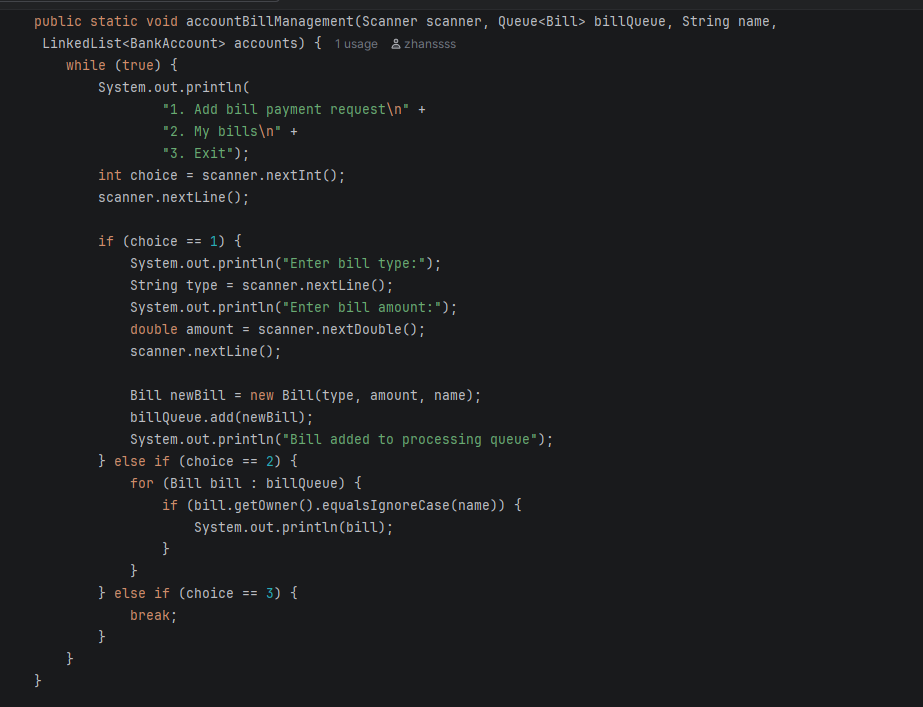 public static void accountBillManagement(Scanner scanner, Queue<Bill> billQueue, String name,
LinkedList<BankAccount> accounts) { 1 usage zhanssss
while (true) {
System.out.println(
"1. Add bill payment request\n" +
"2. My bills\n" +
"3. Exit");
int choice = scanner.nextInt();
scanner.nextLine();
if (choice == 1) {
System.out.println("Enter bill type:");
String type = scanner.nextLine();
System.out.println("Enter bill amount:");
double amount = scanner.nextDouble();
scanner.nextLine();
Bill newBill = new Bill(type, amount, name);
billQueue.add(newBill);
System.out.println("Bill added to processing queue");
} else if (choice == 2) {
for (Bill bill : billQueue) {
if (bill.getOwner().equalsIgnoreCase(name)) {
System.out.println(bill);
}
}
} else if (choice == 3) {
break;
}
}
}